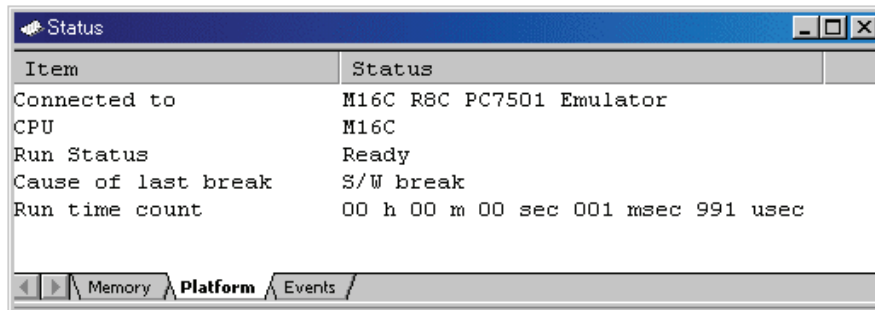 Status
Item Status
Connected to M16C R8C PC7501 Emulator
CPU M16C
Run Status Ready
Cause of last break S/W break
Run time count 00 h 00 m 00 sec 001 msec 991 usec
Memory Platform Events